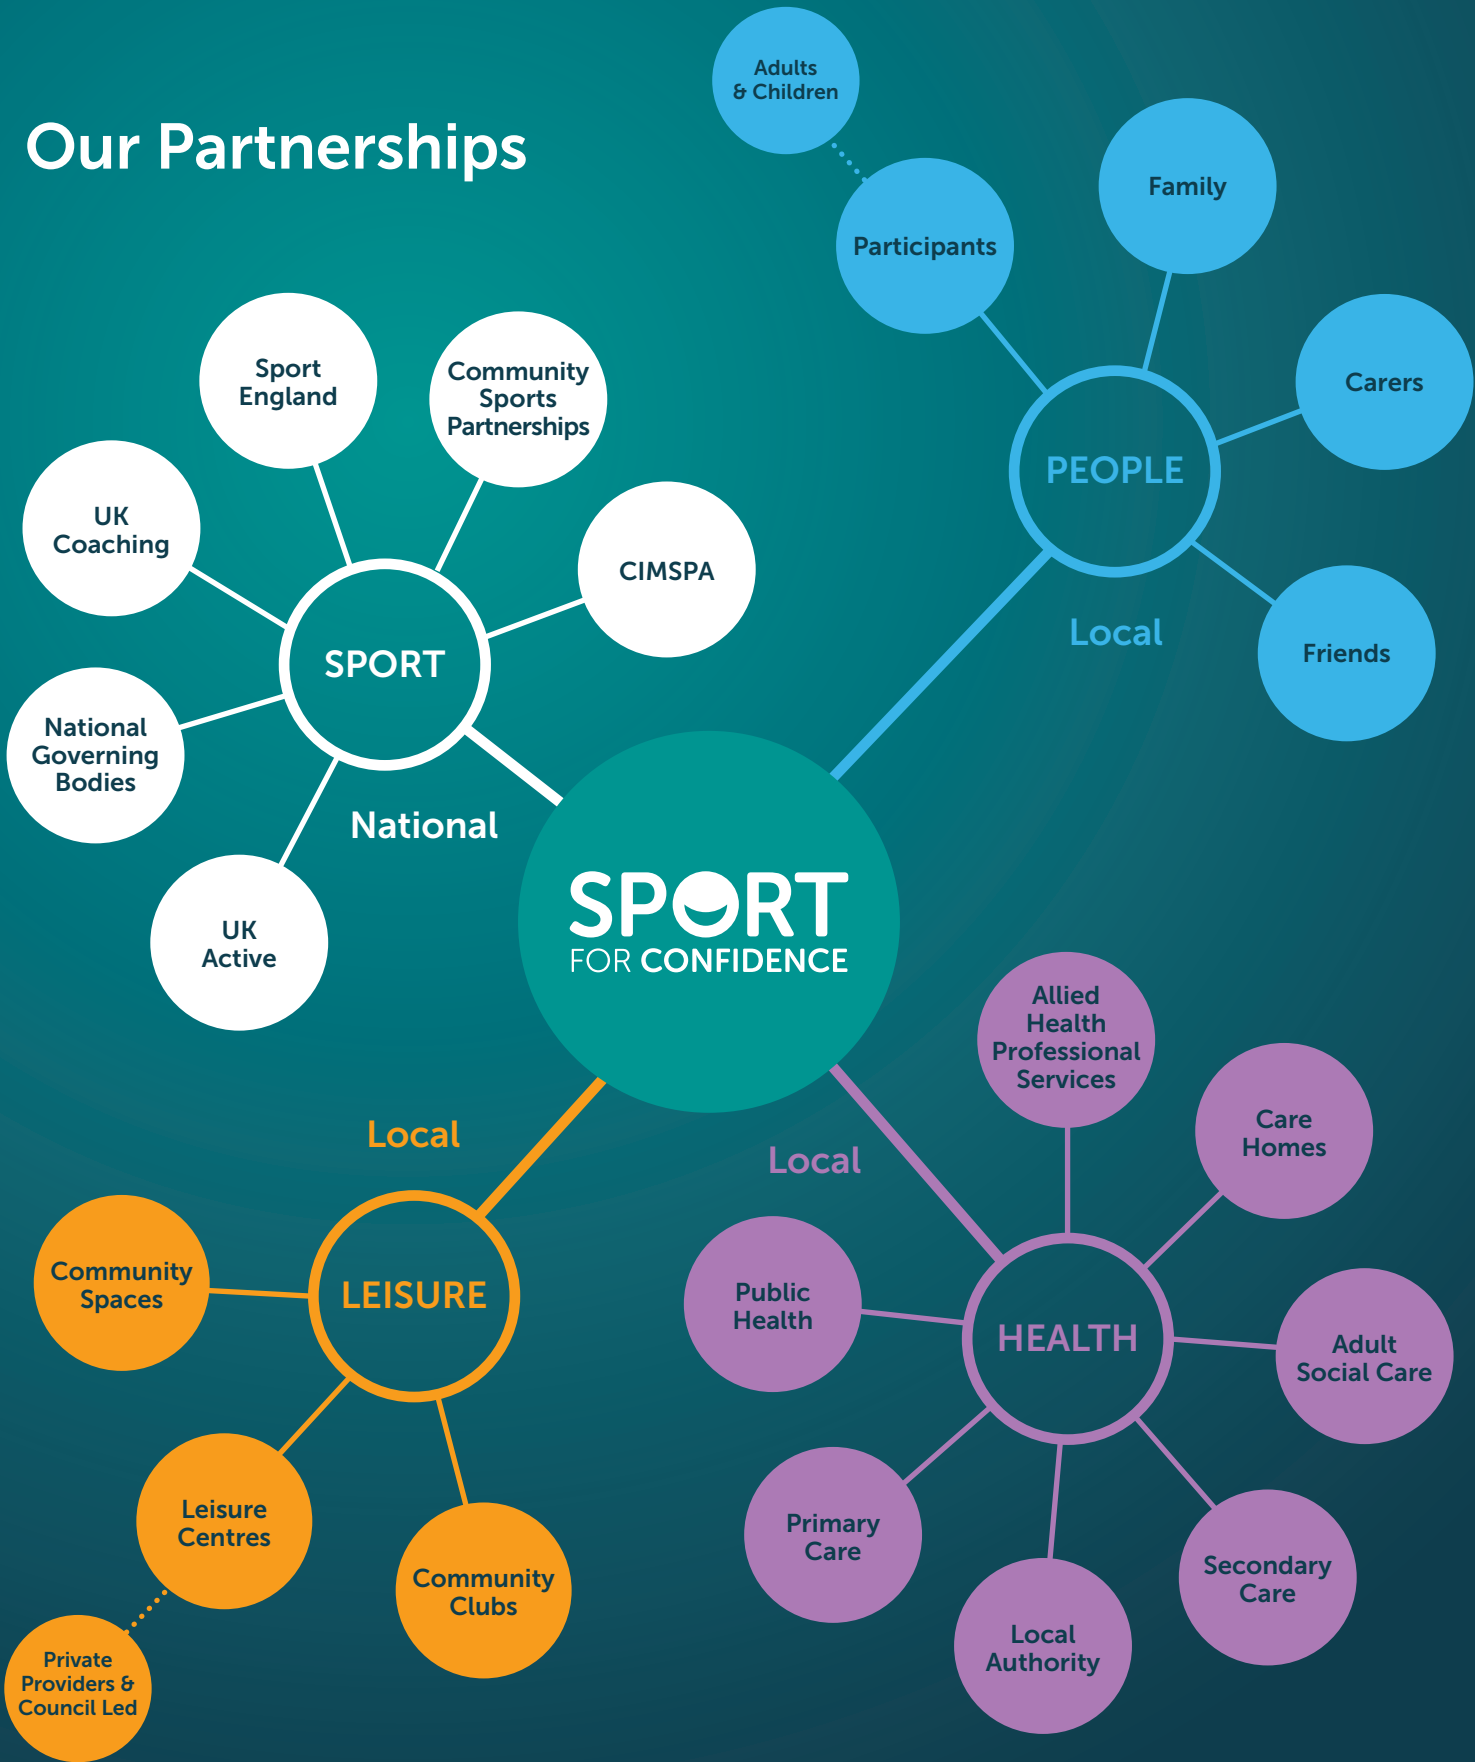 Our Partnerships
Adults
& Children
Participants
Family
Carers
PEOPLE
Local
Friends
Sport
England
Community
Sports
Partnerships
UK
Coaching
CIMSPA
SPORT
National
Governing
Bodies
National
UK
Active
SPORT
FOR CONFIDENCE
Local
Community
Spaces
LEISURE
Leisure
Centres
Community
Clubs
Private
Providers &
Council Led
Local
Allied
Health
Professional
Services
Care
Homes
Public
Health
HEALTH
Adult
Social Care
Primary
Care
Secondary
Care
Local
Authority